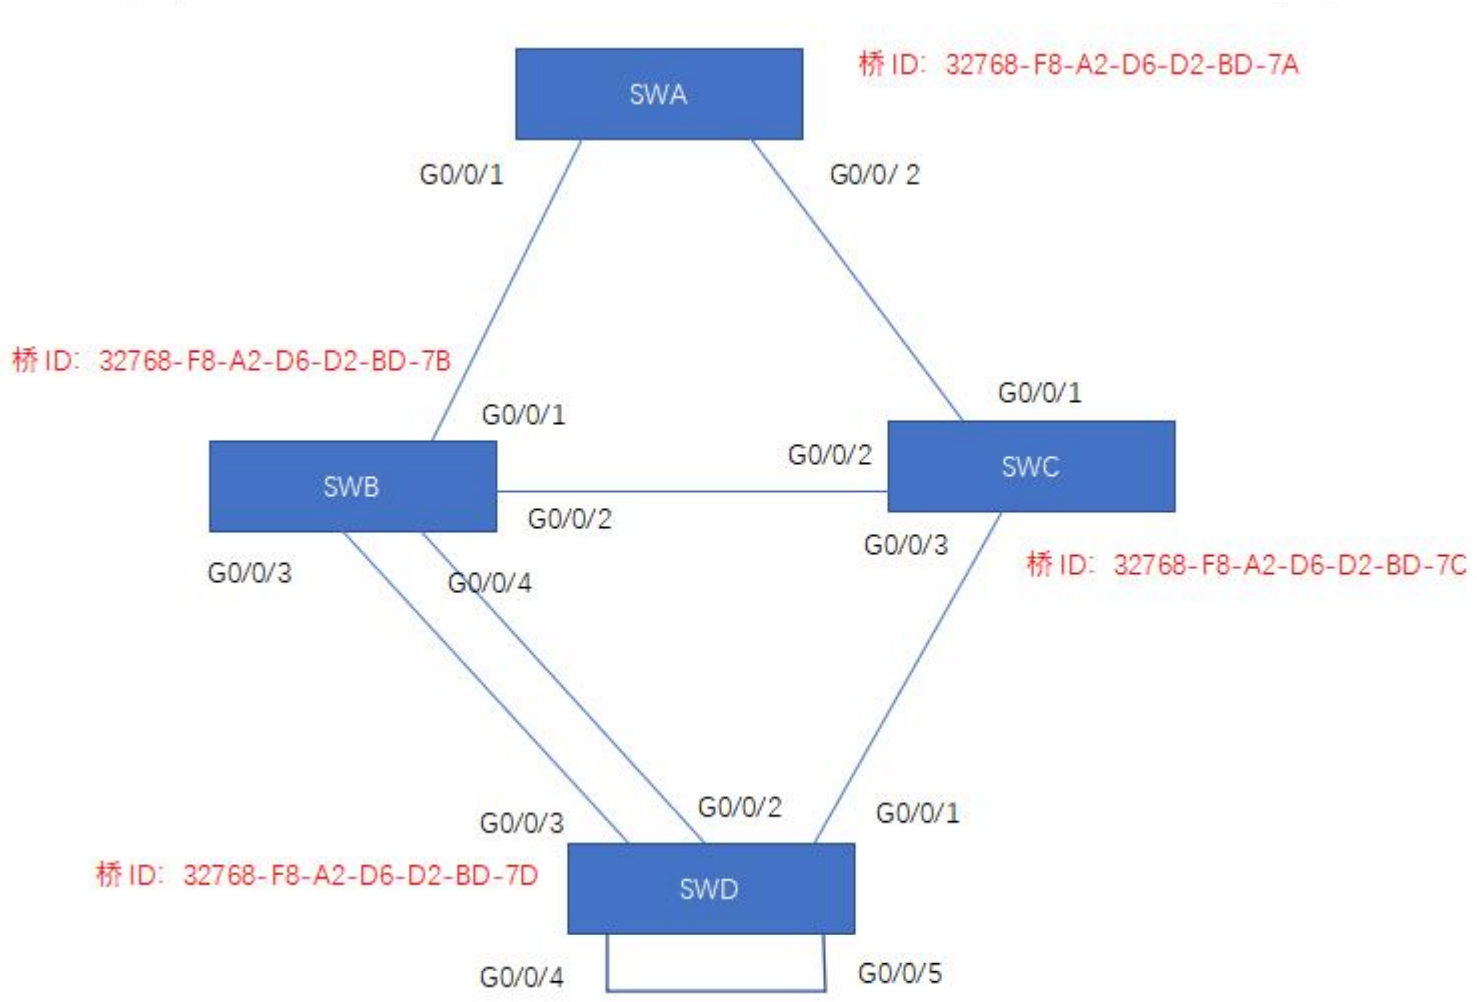 桥 ID：32768-F8-A2-D6-D2-BD-7A
SWA
G0/0/1
G0/0/ 2
桥 ID：32768-F8-A2-D6-D2-BD-7B
G0/0/1
G0/0/1
G0/0/2
SWC
SWB
G0/0/2
G0/0/3
桥 ID：32768-F8-A2-D6-D2-BD-7C
G0/0/3
G0/0/4
G0/0/3
G0/0/2
G0/0/1
桥 ID：32768-F8-A2-D6-D2-BD-7D
SWD
G0/0/4
G0/0/5